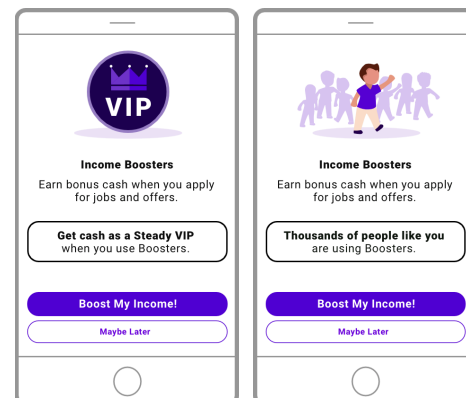 VIP
Income Boosters
Earn bonus cash when you apply
for jobs and offers.
Get cash as a Steady VIP
when you use Boosters.
Boost My Income!
Maybe Later
Income Boosters
Earn bonus cash when you apply
for jobs and offers.
Thousands of people like you
are using Boosters.
Boost My Income!
Maybe Later